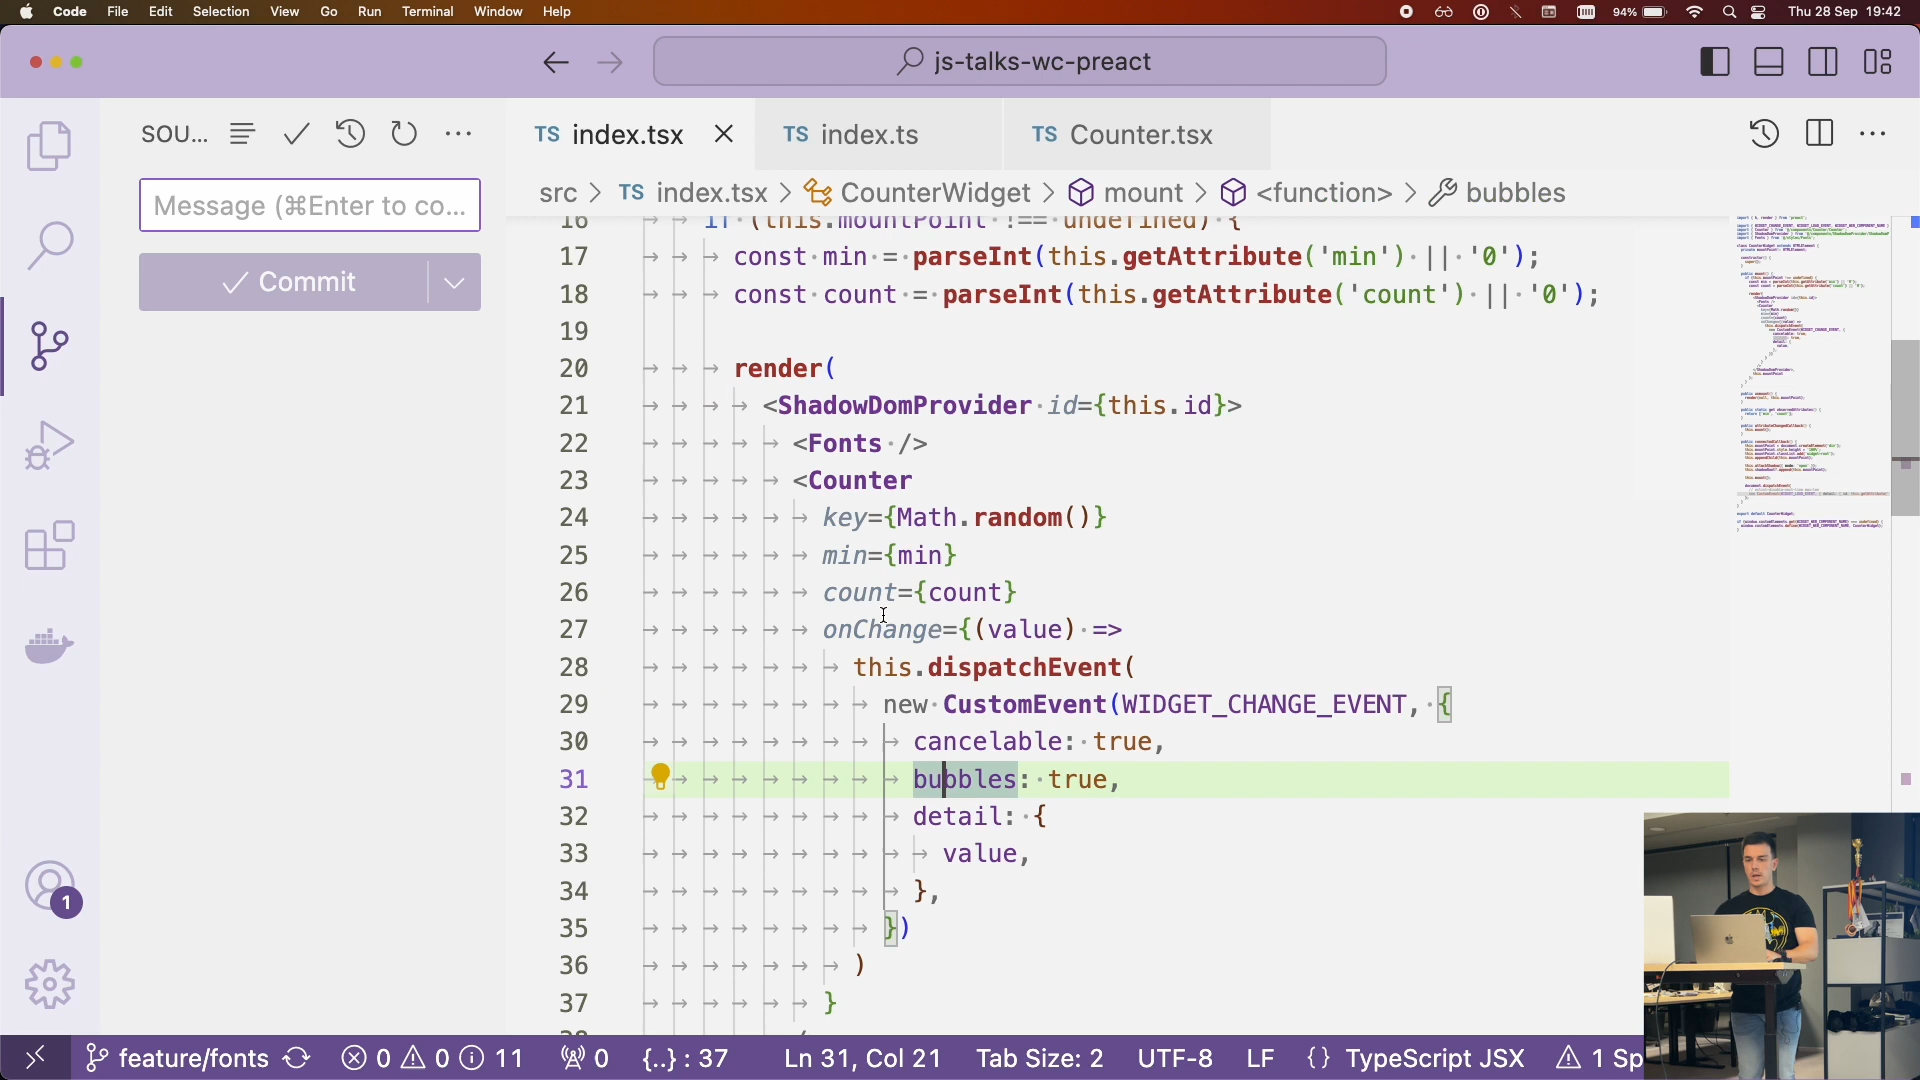 Code File Edit Selection View Go Run Terminal Window Help 94% Thu 28 Sep 19:42
js-talks-wc-preact
SOU...
TS index.tsx
TS index.ts
TS Counter.tsx
Message (⌘Enter to co...
Commit
src > TS index.tsx > CounterWidget > mount > <function> > bubbles
16 if (this.mountPoint !== undefined) {
17 const min = parseInt(this.getAttribute('min') || '0');
18 const count = parseInt(this.getAttribute('count') || '0');
19
20 render(
21 <ShadowDomProvider id={this.id}>
22 <Fonts />
23 <Counter
24 key={Math.random()}
25 min={min}
26 count={count}
27 onChange={(value) =>
28 this.dispatchEvent(
29 new CustomEvent(WIDGET_CHANGE_EVENT, {
30 cancelable: true,
31 bubbles: true,
32 detail: {
33 value,
34 },
35 })
36 )
37 }
1
feature/fonts 0 0 11 0 {..} : 37 Ln 31, Col 21 Tab Size: 2 UTF-8 LF {} TypeScript JSX 1 Sp